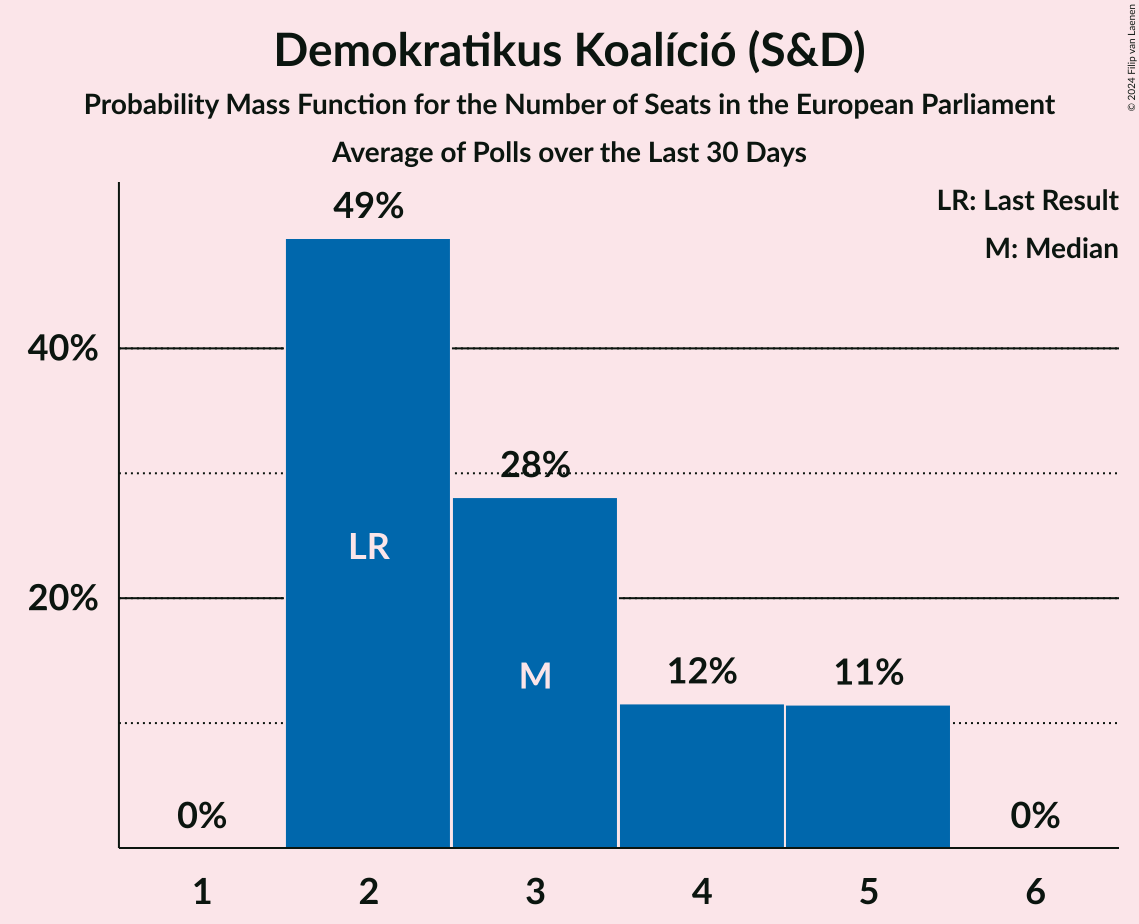 Demokratikus Koalíció (S&D)
Probability Mass Function for the Number of Seats in the European Parliament
Average of Polls over the Last 30 Days
© 2024 Filip van Laenen
LR: Last Result
M: Median
49%
40%
28%
LR
20%
M
12%
11%
0%
0%
1 2 3 4 5 6